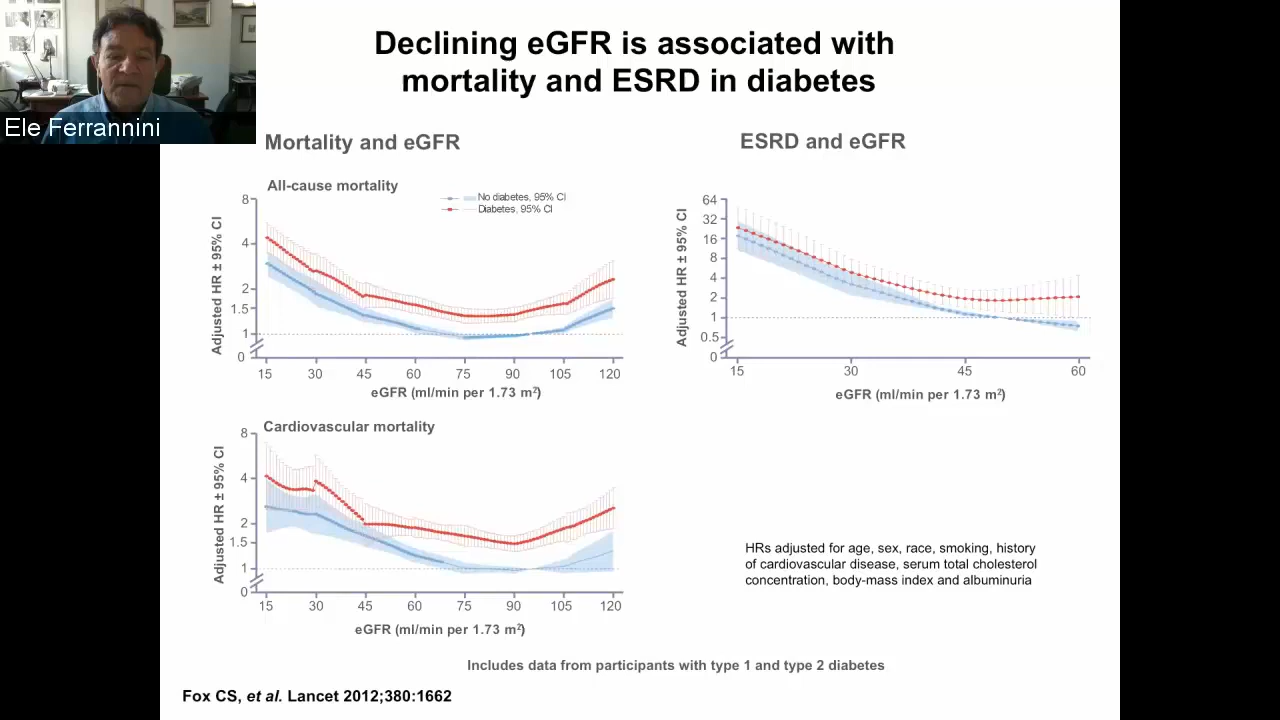 Declining eGFR is associated with
mortality and ESRD in diabetes
Ele Ferrannini
Mortality and eGFR
ESRD and eGFR
All-cause mortality
No diabetes, 95% CI
Diabetes, 95% CI
Adjusted HR ± 95% CI
8
4
2
1.5
1
0
15 30 45 60 75 90 105 120
eGFR (ml/min per 1.73 m²)
Adjusted HR ± 95% CI
64
32
16
8
4
2
1
0.5
0
15 30 45 60
eGFR (ml/min per 1.73 m²)
Cardiovascular mortality
Adjusted HR ± 95% CI
8
4
2
1.5
1
0
15 30 45 60 75 90 105 120
eGFR (ml/min per 1.73 m²)
HRs adjusted for age, sex, race, smoking, history
of cardiovascular disease, serum total cholesterol
concentration, body-mass index and albuminuria
Includes data from participants with type 1 and type 2 diabetes
Fox CS, et al. Lancet 2012;380:1662